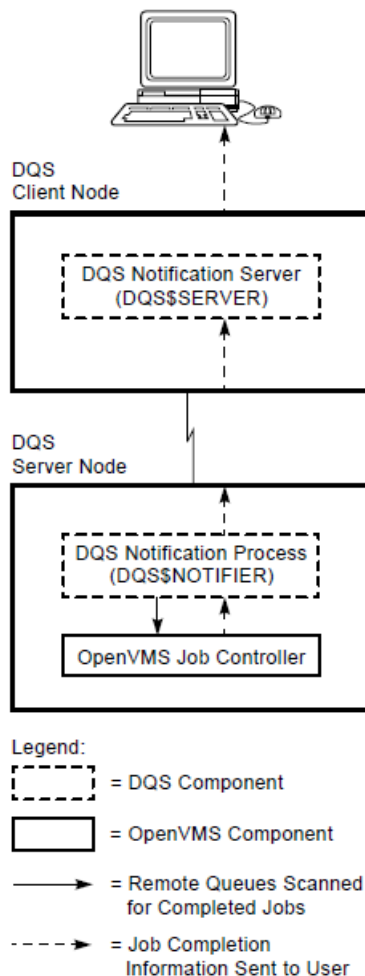 DQS
Client Node
DQS Notification Server
(DQS$SERVER)
DQS
Server Node
DQS Notification Process
(DQS$NOTIFIER)
OpenVMS Job Controller
Legend:
= DQS Component
= OpenVMS Component
= Remote Queues Scanned
for Completed Jobs
= Job Completion
Information Sent to User